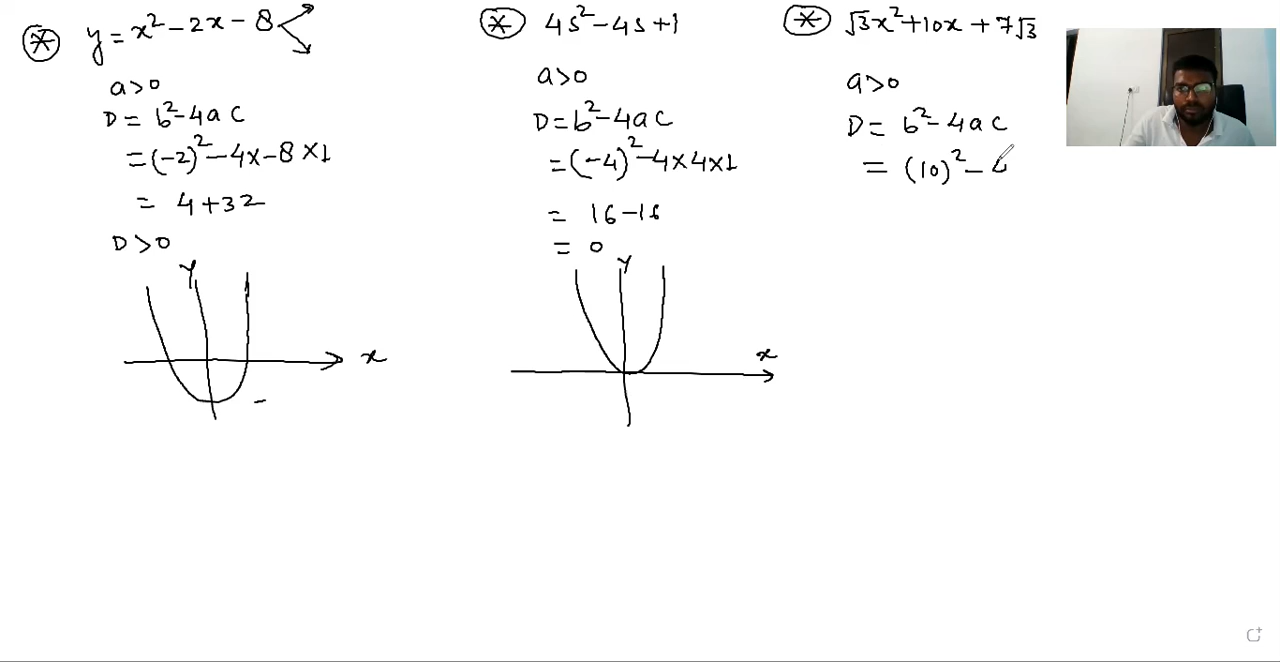 * y = x² - 2x - 8
a > 0
D = b² - 4ac
= (-2)² - 4x - 8 × 1
= 4 + 32
D > 0
Y
x
* 4s² - 4s + 1
a > 0
D = b² - 4ac
= (-4)² - 4 × 4 × 1
= 16 - 16
= 0
Y
x
* √3x² + 10x + 7√3
a > 0
D = b² - 4ac
= (10)² - 4